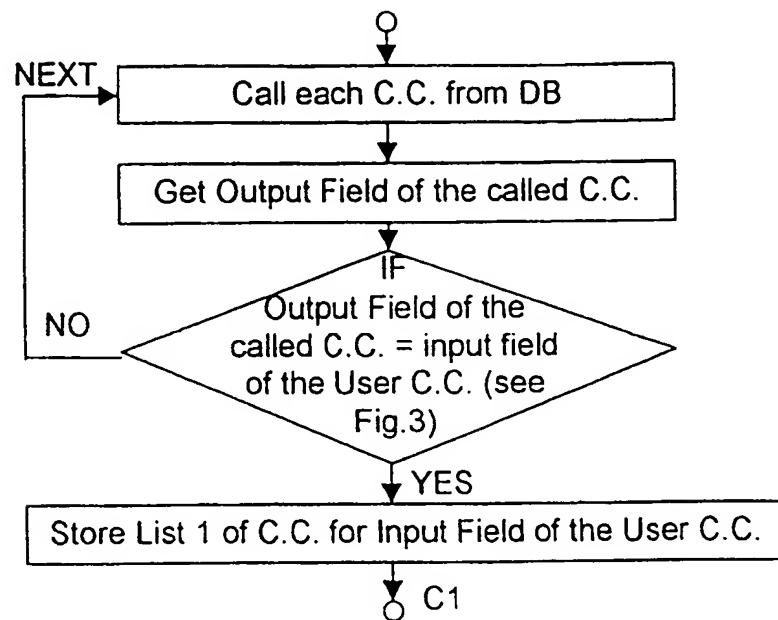 NEXT
Call each C.C. from DB
Get Output Field of the called C.C.
IF
Output Field of the
called C.C. = input field
of the User C.C. (see
Fig.3)
NO
YES
Store List 1 of C.C. for Input Field of the User C.C.
C1